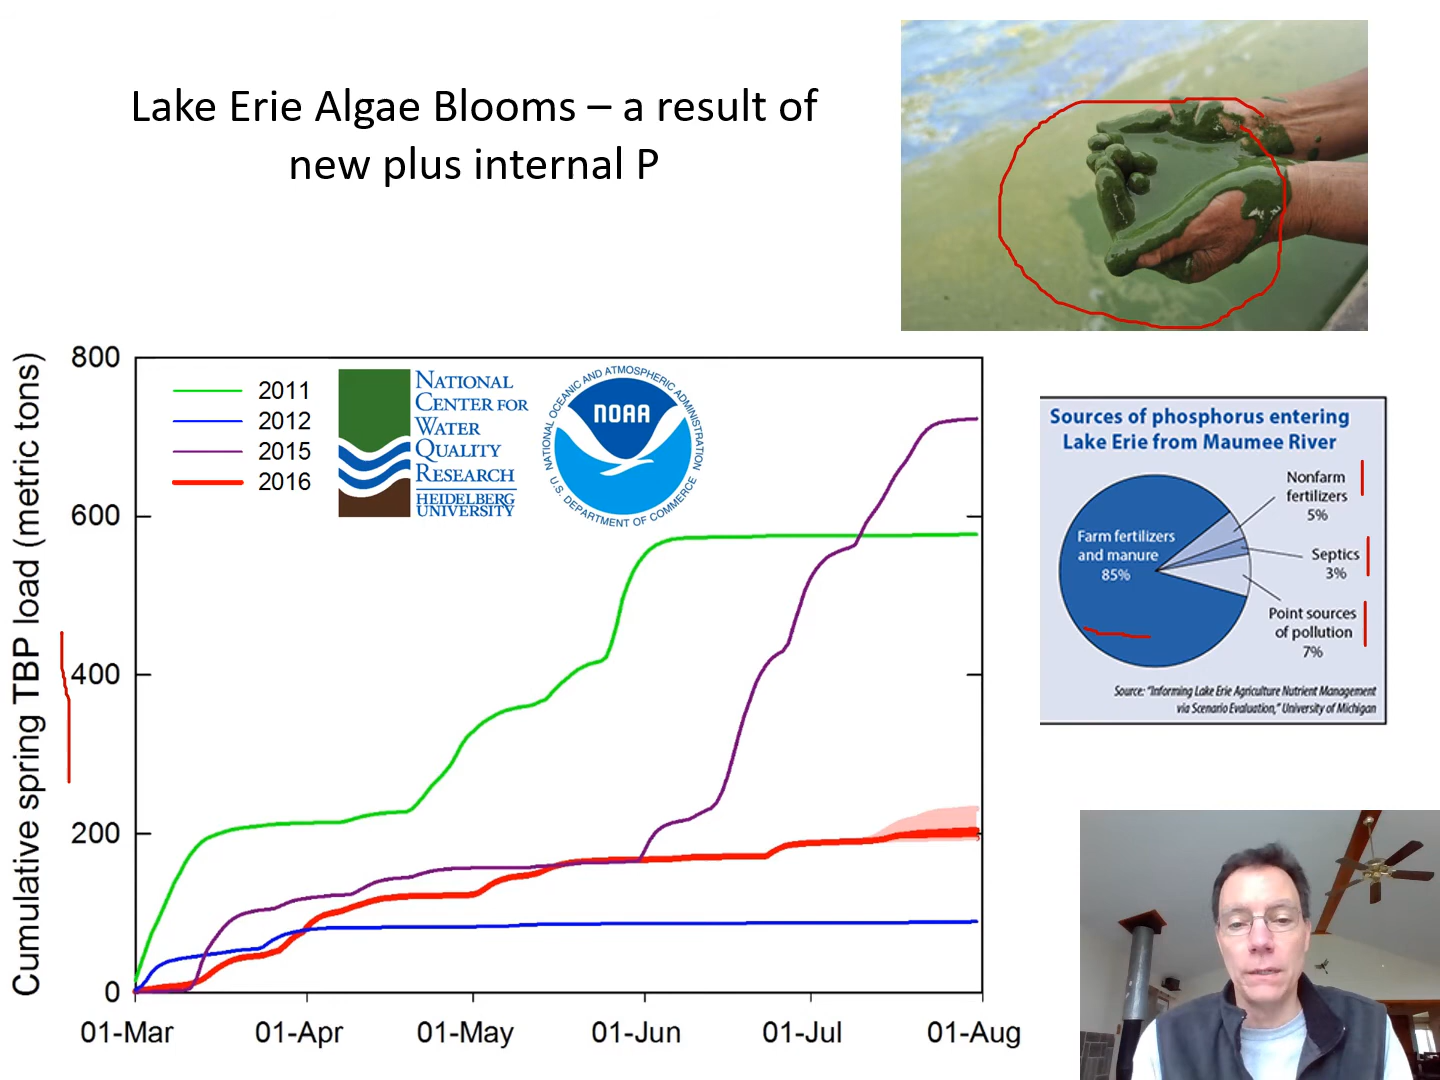 Lake Erie Algae Blooms – a result of
new plus internal P
Cumulative spring TBP load (metric tons)
800
600
400
200
0
01-Mar
01-Apr
01-May
01-Jun
01-Jul
01-Aug
2011
2012
2015
2016
NATIONAL
CENTER FOR
WATER
QUALITY
RESEARCH
HEIDELBERG
UNIVERSITY
NATIONAL OCEANIC AND ATMOSPHERIC ADMINISTRATION
NOAA
U.S. DEPARTMENT OF COMMERCE
Sources of phosphorus entering
Lake Erie from Maumee River
Nonfarm
fertilizers
5%
Farm fertilizers
and manure
85%
Septics
3%
Point sources
of pollution
7%
Source: "Informing Lake Erie Agriculture Nutrient Management
via Scenario Evaluation," University of Michigan